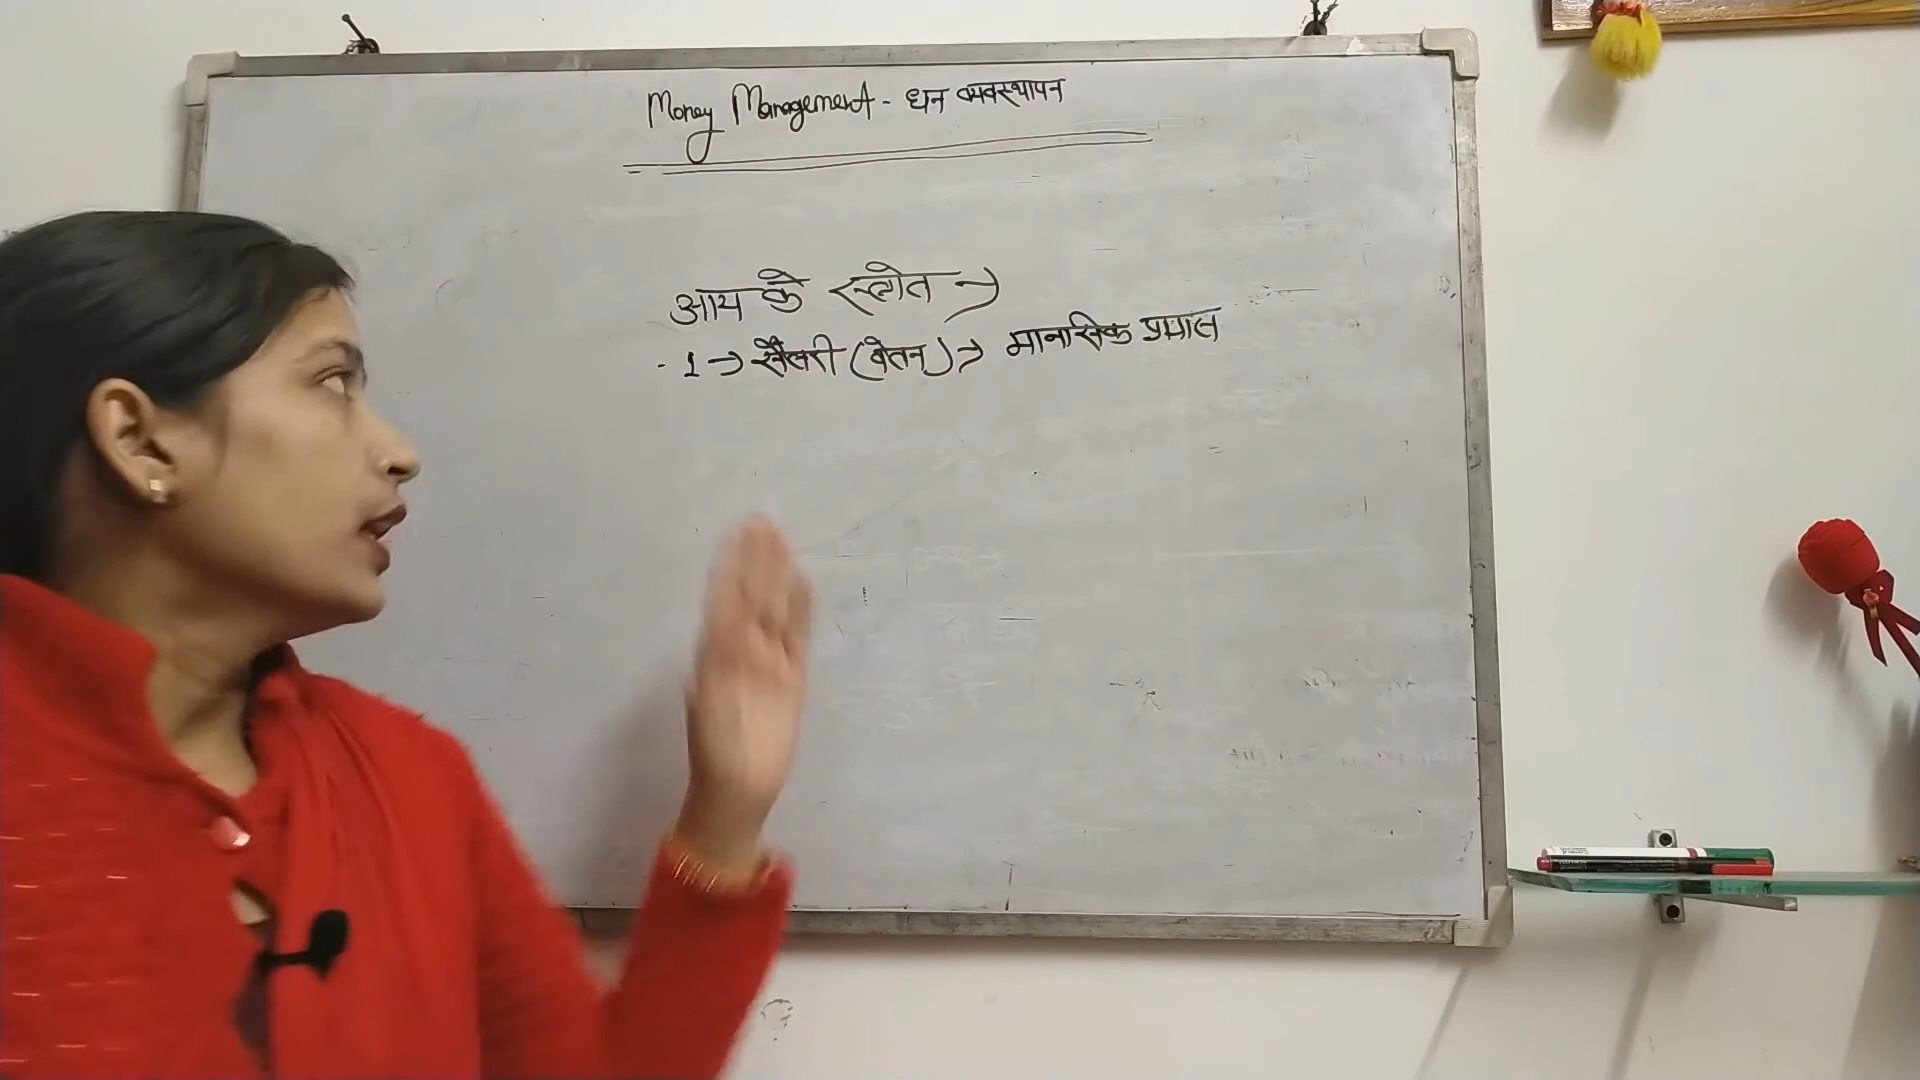 Money Management - धन व्यवस्थापन
आय के स्त्रोत →
1 → सैलरी (वेतन) → मानसिक प्रयास